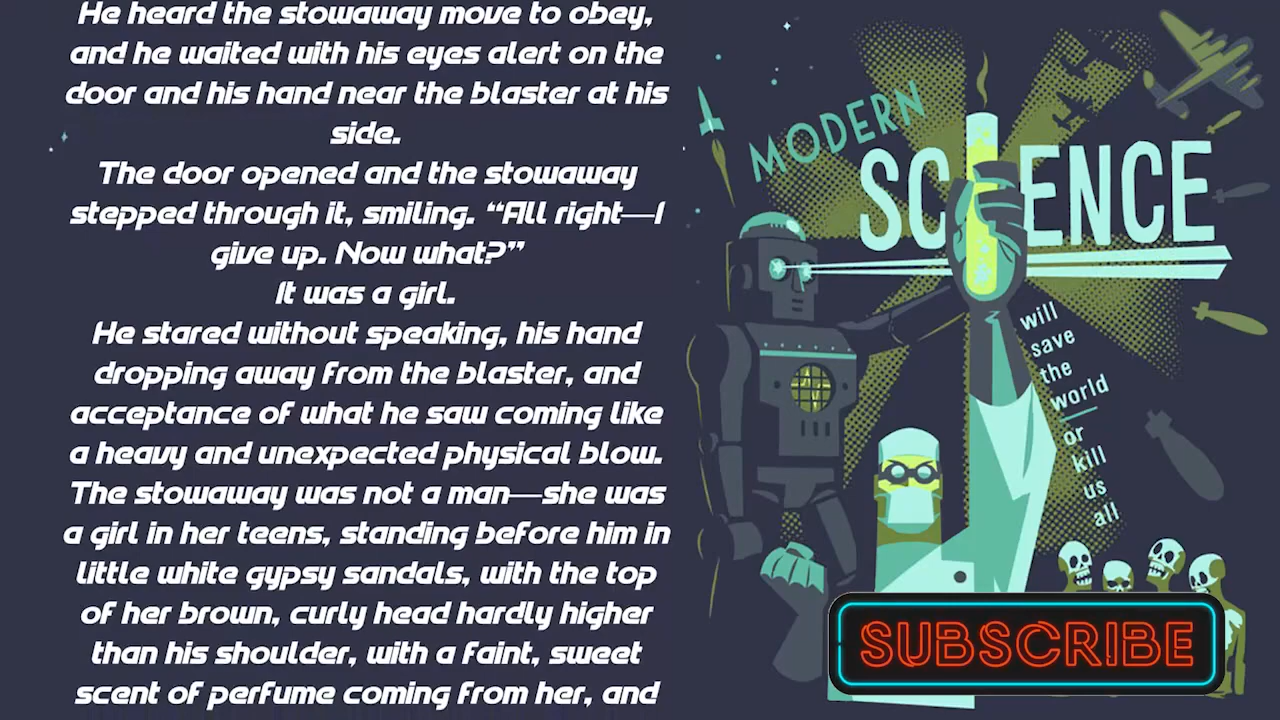 He heard the stowaway move to obey,
and he waited with his eyes alert on the
door and his hand near the blaster at his
side.
The door opened and the stowaway
stepped through it, smiling. “All right—I
give up. Now what?”
It was a girl.
He stared without speaking, his hand
dropping away from the blaster, and
acceptance of what he saw coming like
a heavy and unexpected physical blow.
The stowaway was not a man—she was
a girl in her teens, standing before him in
little white gypsy sandals, with the top
of her brown, curly head hardly higher
than his shoulder, with a faint, sweet
scent of perfume coming from her, and
MODERN
SCIENCE
will
save
the
world
or
kill
us
all
SUBSCRIBE